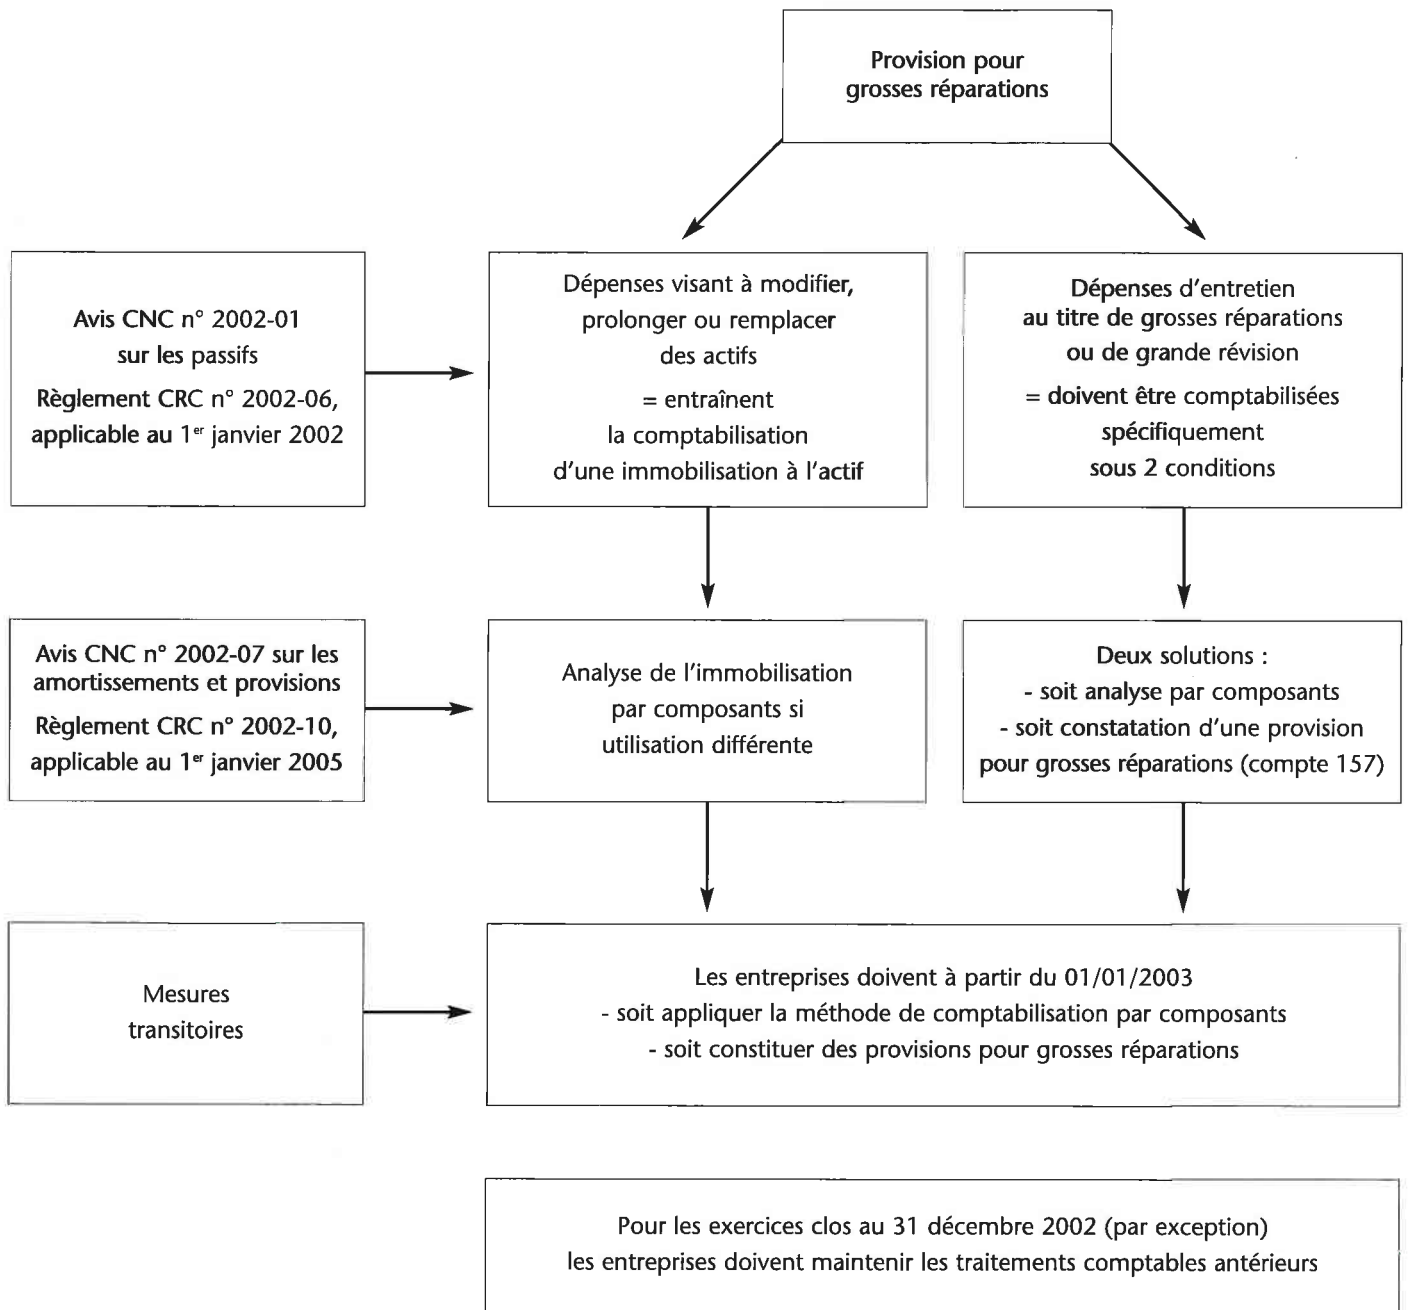 Provision pour
grosses réparations
Avis CNC n° 2002-01
sur les passifs
Règlement CRC n° 2002-06,
applicable au 1er janvier 2002
Dépenses visant à modifier,
prolonger ou remplacer
des actifs
= entraînent
la comptabilisation
d'une immobilisation à l'actif
Dépenses d'entretien
au titre de grosses réparations
ou de grande révision
= doivent être comptabilisées
spécifiquement
sous 2 conditions
Avis CNC n° 2002-07 sur les
amortissements et provisions
Règlement CRC n° 2002-10,
applicable au 1er janvier 2005
Analyse de l'immobilisation
par composants si
utilisation différente
Deux solutions :
- soit analyse par composants
- soit constatation d'une provision
pour grosses réparations (compte 157)
Mesures
transitoires
Les entreprises doivent à partir du 01/01/2003
- soit appliquer la méthode de comptabilisation par composants
- soit constituer des provisions pour grosses réparations
Pour les exercices clos au 31 décembre 2002 (par exception)
les entreprises doivent maintenir les traitements comptables antérieurs